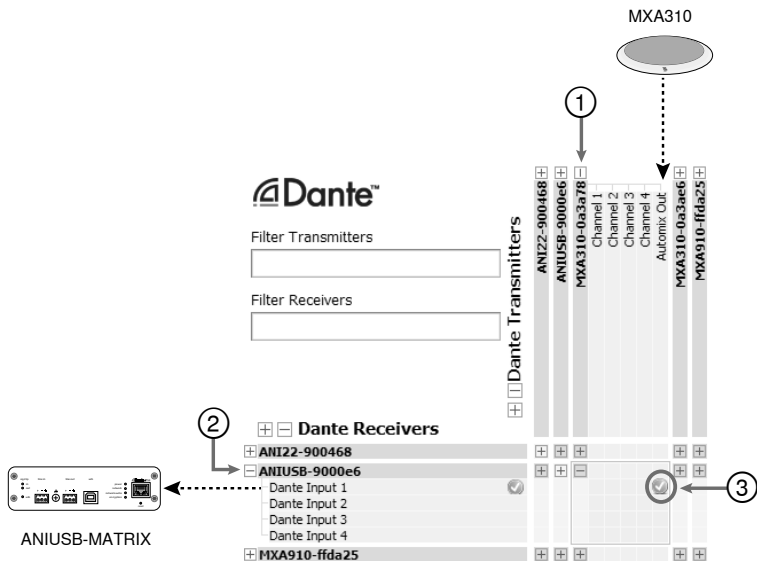 MXA310
1
Dante™
Filter Transmitters
Filter Receivers
Dante Transmitters
ANI22-900468
ANIUSB-9000e6
MXA310-0a3a78
Channel 1
Channel 2
Channel 3
Channel 4
Automix Out
MXA310-0a3ae6
MXA910-ffda25
2
Dante Receivers
ANI22-900468
ANIUSB-9000e6
Dante Input 1
Dante Input 2
Dante Input 3
Dante Input 4
MXA910-ffda25
3
ANIUSB-MATRIX